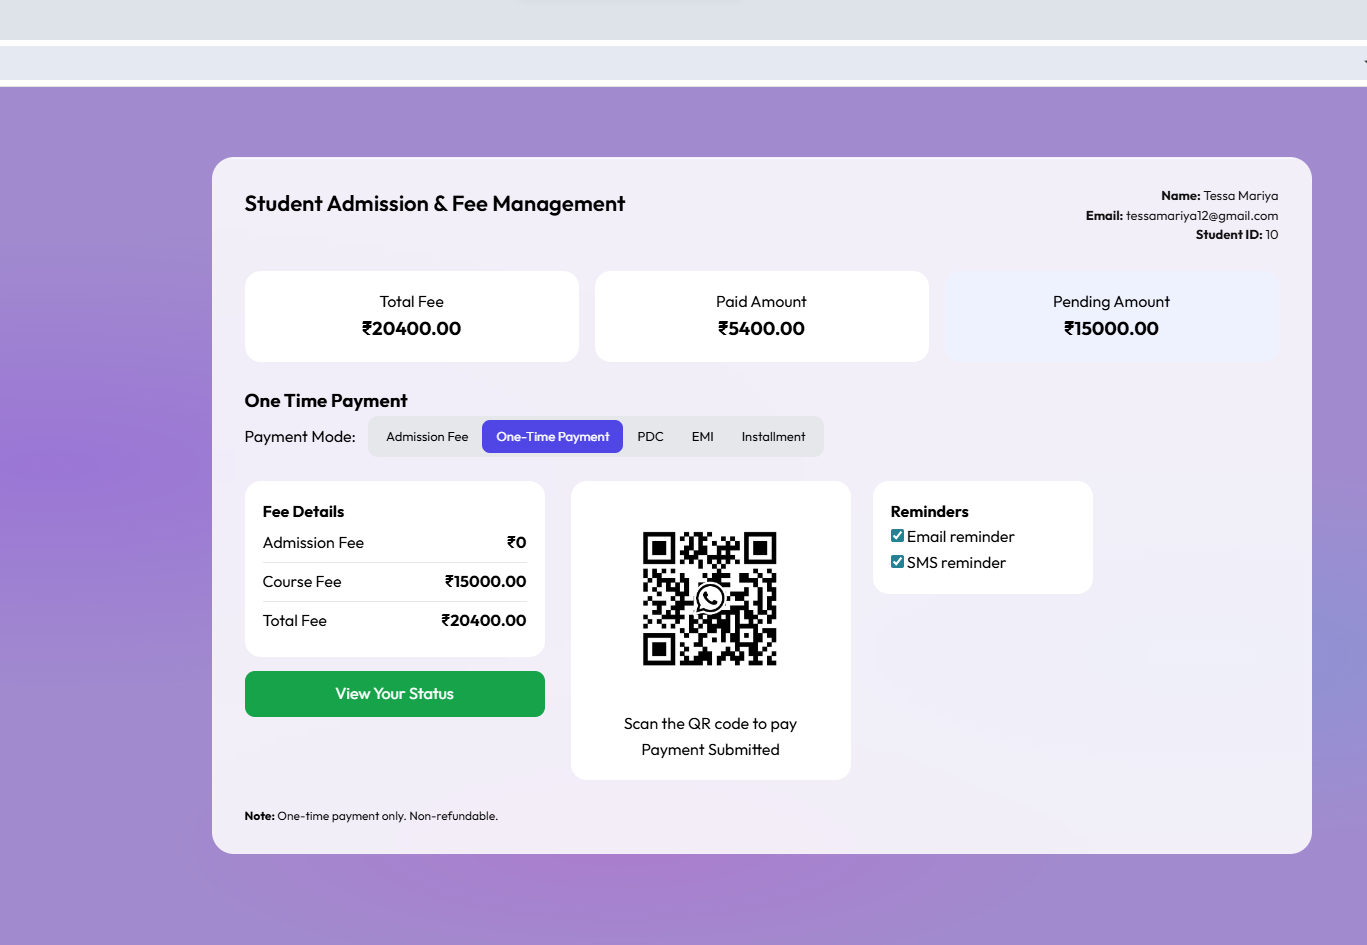 Student Admission & Fee Management
Name: Tessa Mariya
Email: tessamariya12@gmail.com
Student ID: 10
Total Fee
₹20400.00
Paid Amount
₹5400.00
Pending Amount
₹15000.00
One Time Payment
Payment Mode: Admission Fee One-Time Payment PDC EMI Installment
Fee Details
Admission Fee ₹0
Course Fee ₹15000.00
Total Fee ₹20400.00
View Your Status
Scan the QR code to pay
Payment Submitted
Reminders
Email reminder
SMS reminder
Note: One-time payment only. Non-refundable.